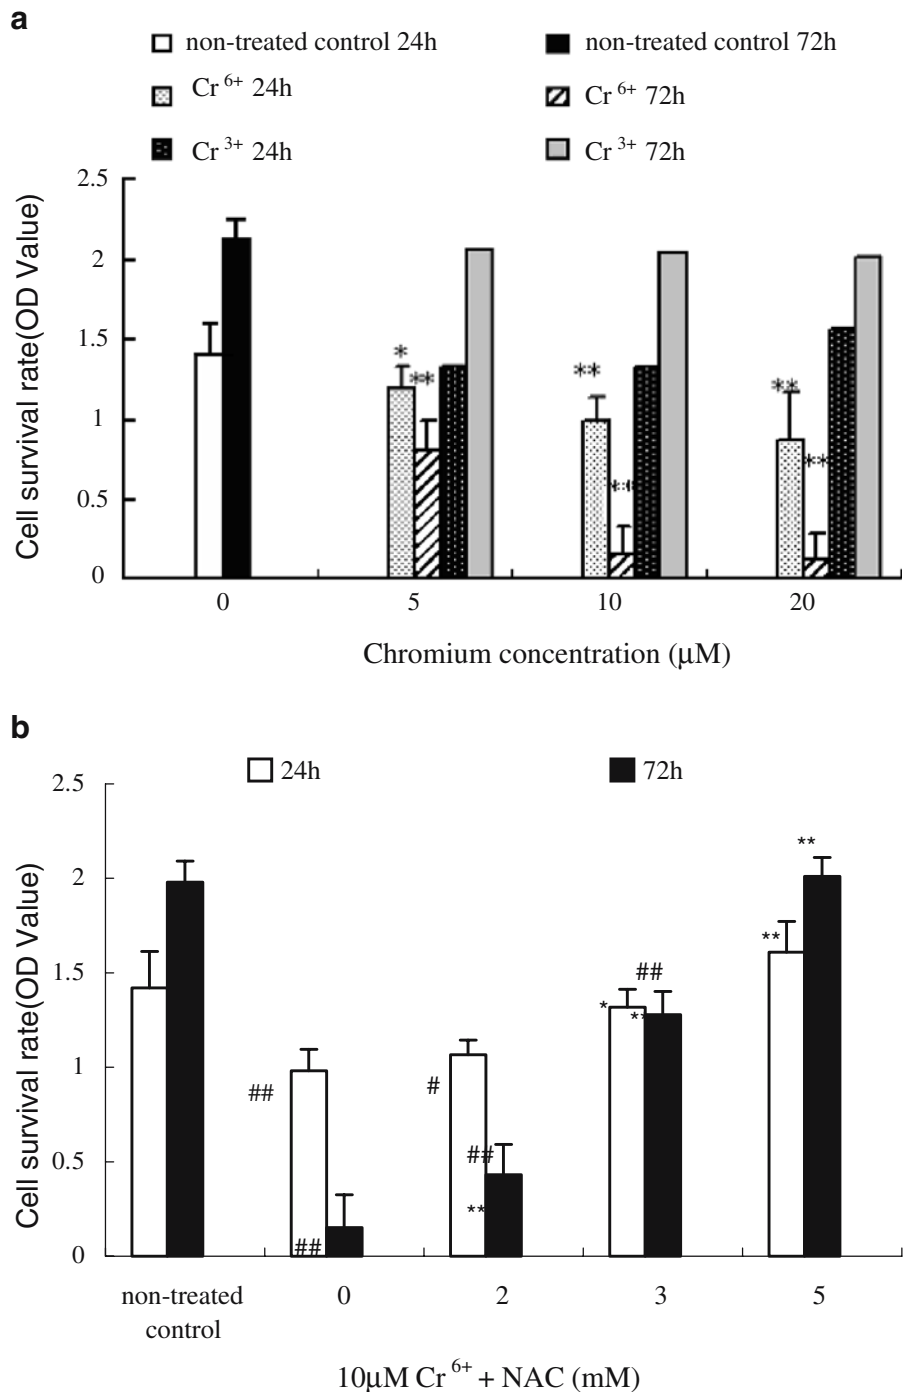 a
non-treated control 24h
non-treated control 72h
Cr 6+ 24h
Cr 6+ 72h
Cr 3+ 24h
Cr 3+ 72h
Cell survival rate(OD Value)
2.5
2
1.5
1
0.5
0
*
**
**
**
**
**
0
5
10
20
Chromium concentration (μM)
b
24h
72h
Cell survival rate(OD Value)
2.5
2
1.5
1
0.5
0
##
##
#
##
**
*
**
##
**
**
non-treated
control
0
2
3
5
10μM Cr 6+ + NAC (mM)